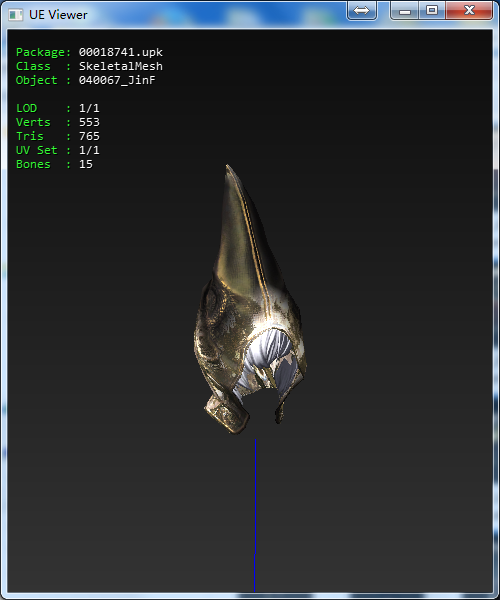 UE Viewer
Package: 00018741.upk
Class : SkeletalMesh
Object : 040067_JinF
LOD : 1/1
Verts : 553
Tris : 765
UV Set : 1/1
Bones : 15